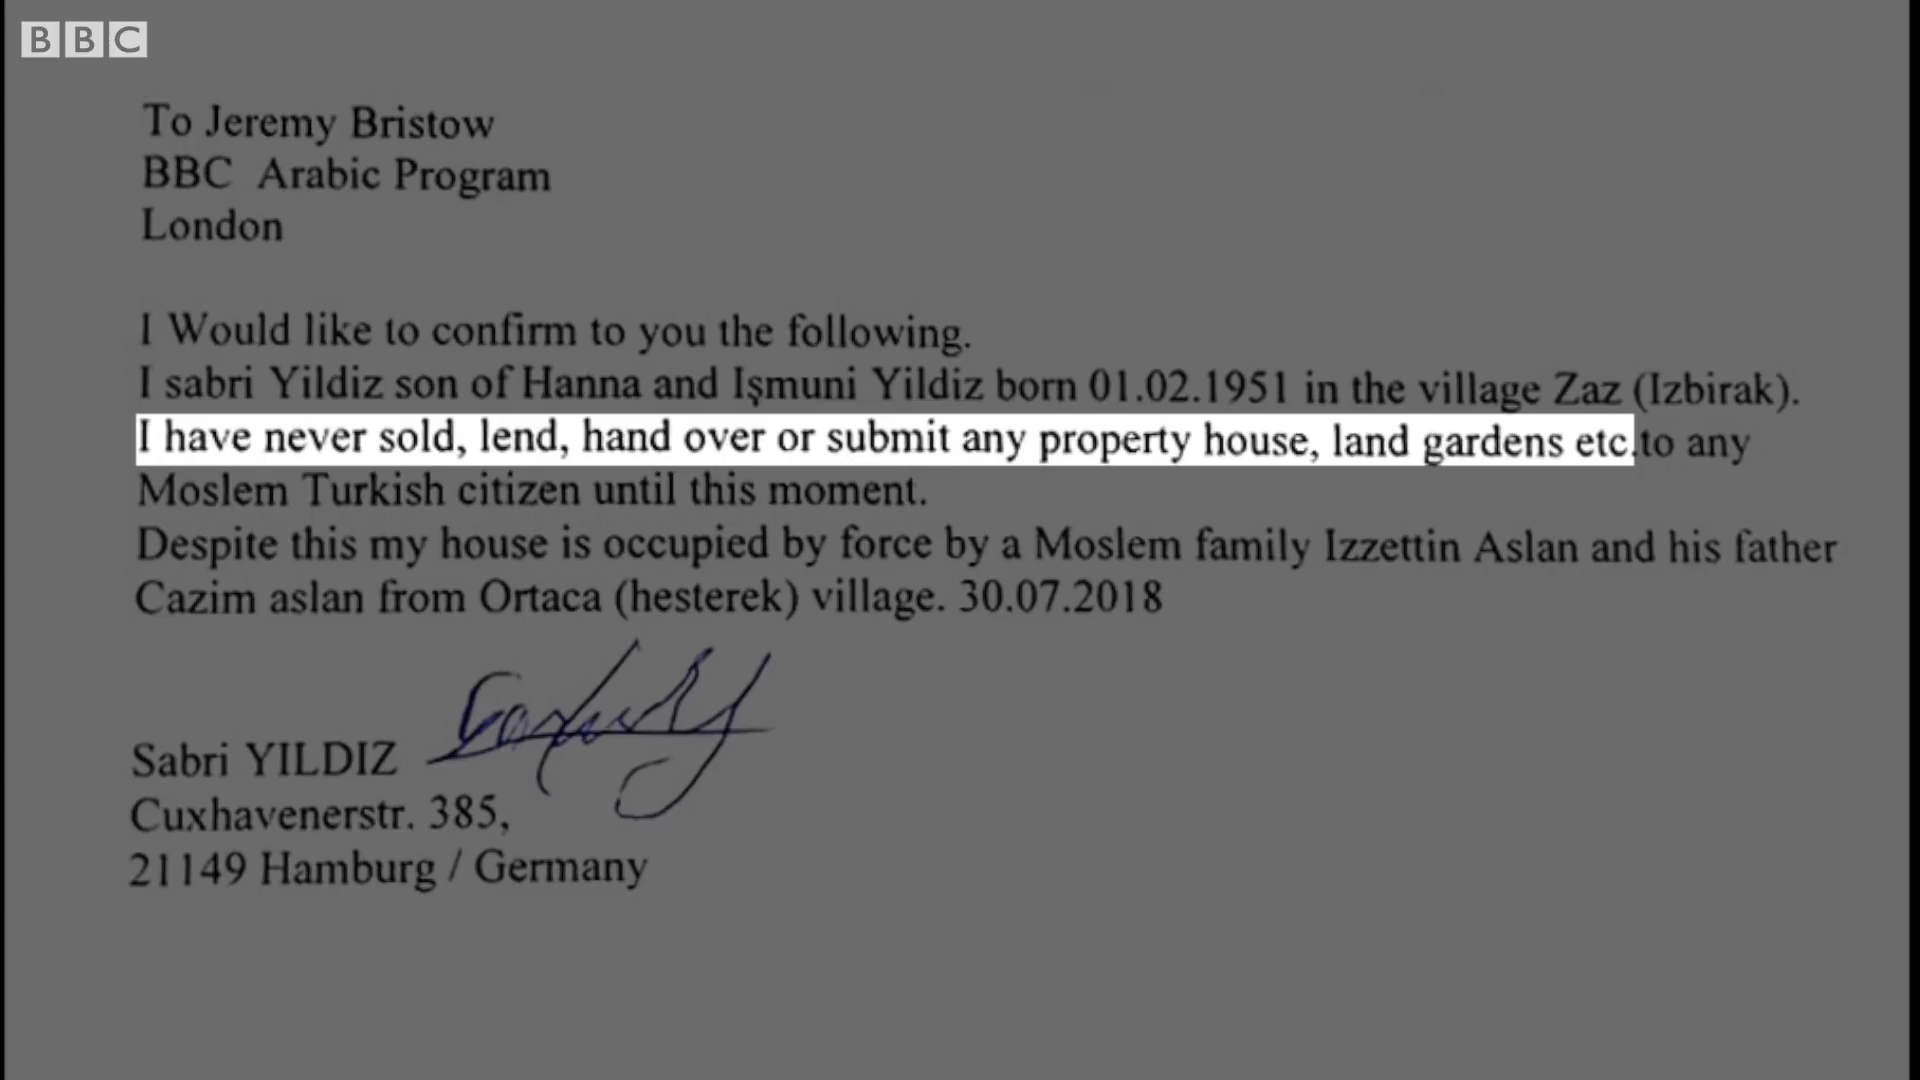 BBC
To Jeremy Bristow
BBC Arabic Program
London
I Would like to confirm to you the following.
I sabri Yildiz son of Hanna and Işmuni Yildiz born 01.02.1951 in the village Zaz (Izbirak).
I have never sold, lend, hand over or submit any property house, land gardens etc.to any
Moslem Turkish citizen until this moment.
Despite this my house is occupied by force by a Moslem family Izzettin Aslan and his father
Cazim aslan from Ortaca (hesterek) village. 30.07.2018
Sabri YILDIZ
Cuxhavenerstr. 385,
21149 Hamburg / Germany